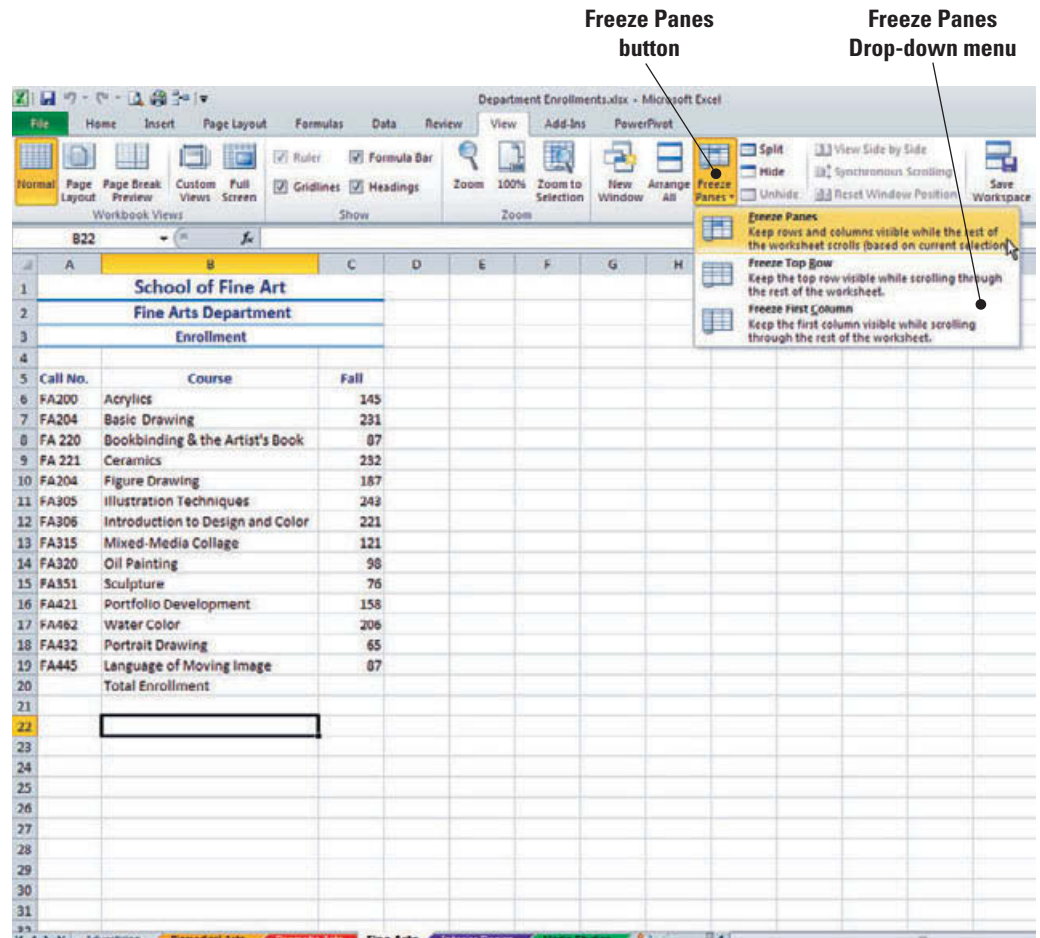 Freeze Panes
button
Freeze Panes
Drop-down menu
Department Enrollments.xlsx - Microsoft Excel
File Home Insert Page Layout Formulas Data Review View Add-Ins PowerPivot
Normal Page Layout Page Break Preview Custom Views Full Screen
Workbook Views
Ruler Formula Bar
Gridlines Headings
Show
Zoom 100% Zoom to Selection
Zoom
New Window Arrange All Freeze Panes
Split
Hide
Unhide
View Side by Side
Synchronous Scrolling
Reset Window Position
Save Workspace
Freeze Panes
Keep rows and columns visible while the rest of
the worksheet scrolls (based on current selection
Freeze Top Row
Keep the top row visible while scrolling through
the rest of the worksheet.
Freeze First Column
Keep the first column visible while scrolling
through the rest of the worksheet.
B22 fx
A B C D E F G H
1 School of Fine Art
2 Fine Arts Department
3 Enrollment
4
5 Call No. Course Fall
6 FA200 Acrylics 145
7 FA204 Basic Drawing 231
8 FA 220 Bookbinding & the Artist's Book 87
9 FA 221 Ceramics 232
10 FA204 Figure Drawing 187
11 FA305 Illustration Techniques 243
12 FA306 Introduction to Design and Color 221
13 FA315 Mixed-Media Collage 121
14 FA320 Oil Painting 98
15 FA351 Sculpture 76
16 FA421 Portfolio Development 158
17 FA462 Water Color 206
18 FA432 Portrait Drawing 65
19 FA445 Language of Moving Image 87
20 Total Enrollment
21
22
23
24
25
26
27
28
29
30
31
32
Fine Arts